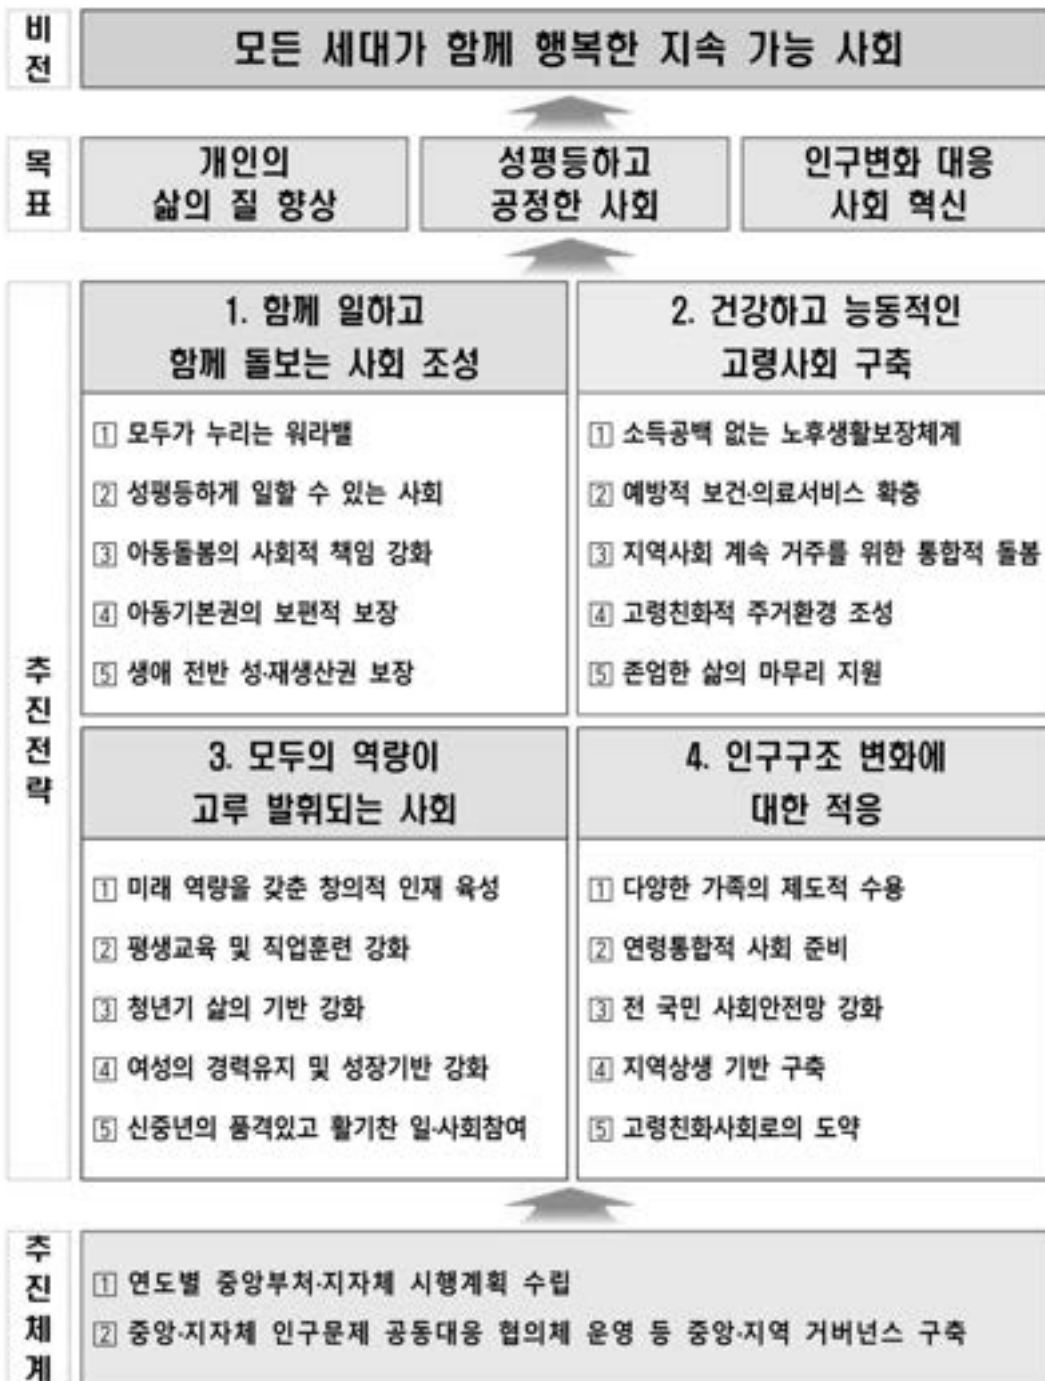 비전
모든 세대가 함께 행복한 지속 가능 사회
목표
개인의
삶의 질 향상
성평등하고
공정한 사회
인구변화 대응
사회 혁신
추진전략
1. 함께 일하고
함께 돌보는 사회 조성
① 모두가 누리는 워라밸
② 성평등하게 일할 수 있는 사회
③ 아동돌봄의 사회적 책임 강화
④ 아동기본권의 보편적 보장
⑤ 생애 전반 성·재생산권 보장
2. 건강하고 능동적인
고령사회 구축
① 소득공백 없는 노후생활보장체계
② 예방적 보건·의료서비스 확충
③ 지역사회 계속 거주를 위한 통합적 돌봄
④ 고령친화적 주거환경 조성
⑤ 존엄한 삶의 마무리 지원
3. 모두의 역량이
고루 발휘되는 사회
① 미래 역량을 갖춘 창의적 인재 육성
② 평생교육 및 직업훈련 강화
③ 청년기 삶의 기반 강화
④ 여성의 경력유지 및 성장기반 강화
⑤ 신중년의 품격있고 활기찬 일·사회참여
4. 인구구조 변화에
대한 적응
① 다양한 가족의 제도적 수용
② 연령통합적 사회 준비
③ 전 국민 사회안전망 강화
④ 지역상생 기반 구축
⑤ 고령친화사회로의 도약
추진체계
① 연도별 중앙부처·지자체 시행계획 수립
② 중앙·지자체 인구문제 공동대응 협의체 운영 등 중앙·지역 거버넌스 구축